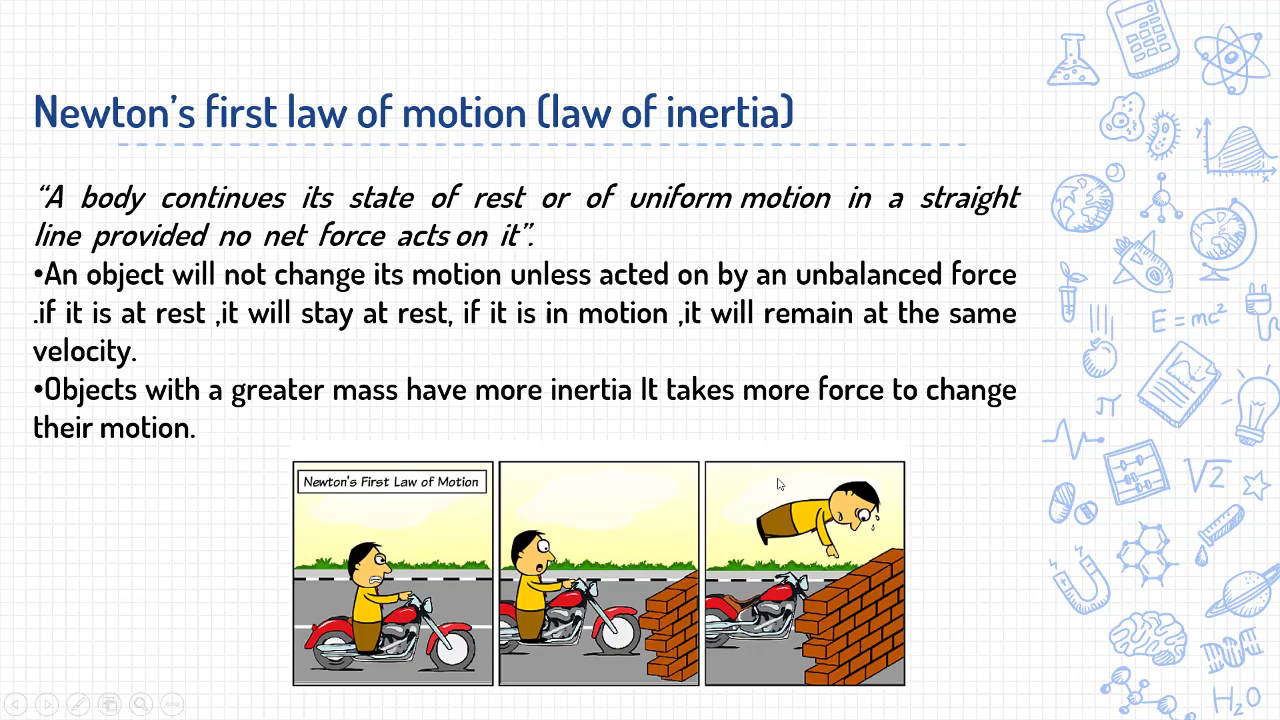 Newton's first law of motion (law of inertia)
“A body continues its state of rest or of uniform motion in a straight
line provided no net force acts on it”.
•An object will not change its motion unless acted on by an unbalanced force
.if it is at rest ,it will stay at rest, if it is in motion ,it will remain at the same
velocity.
•Objects with a greater mass have more inertia It takes more force to change
their motion.
Newton's First Law of Motion
y
x
E=mc²
π
√2
H₂O